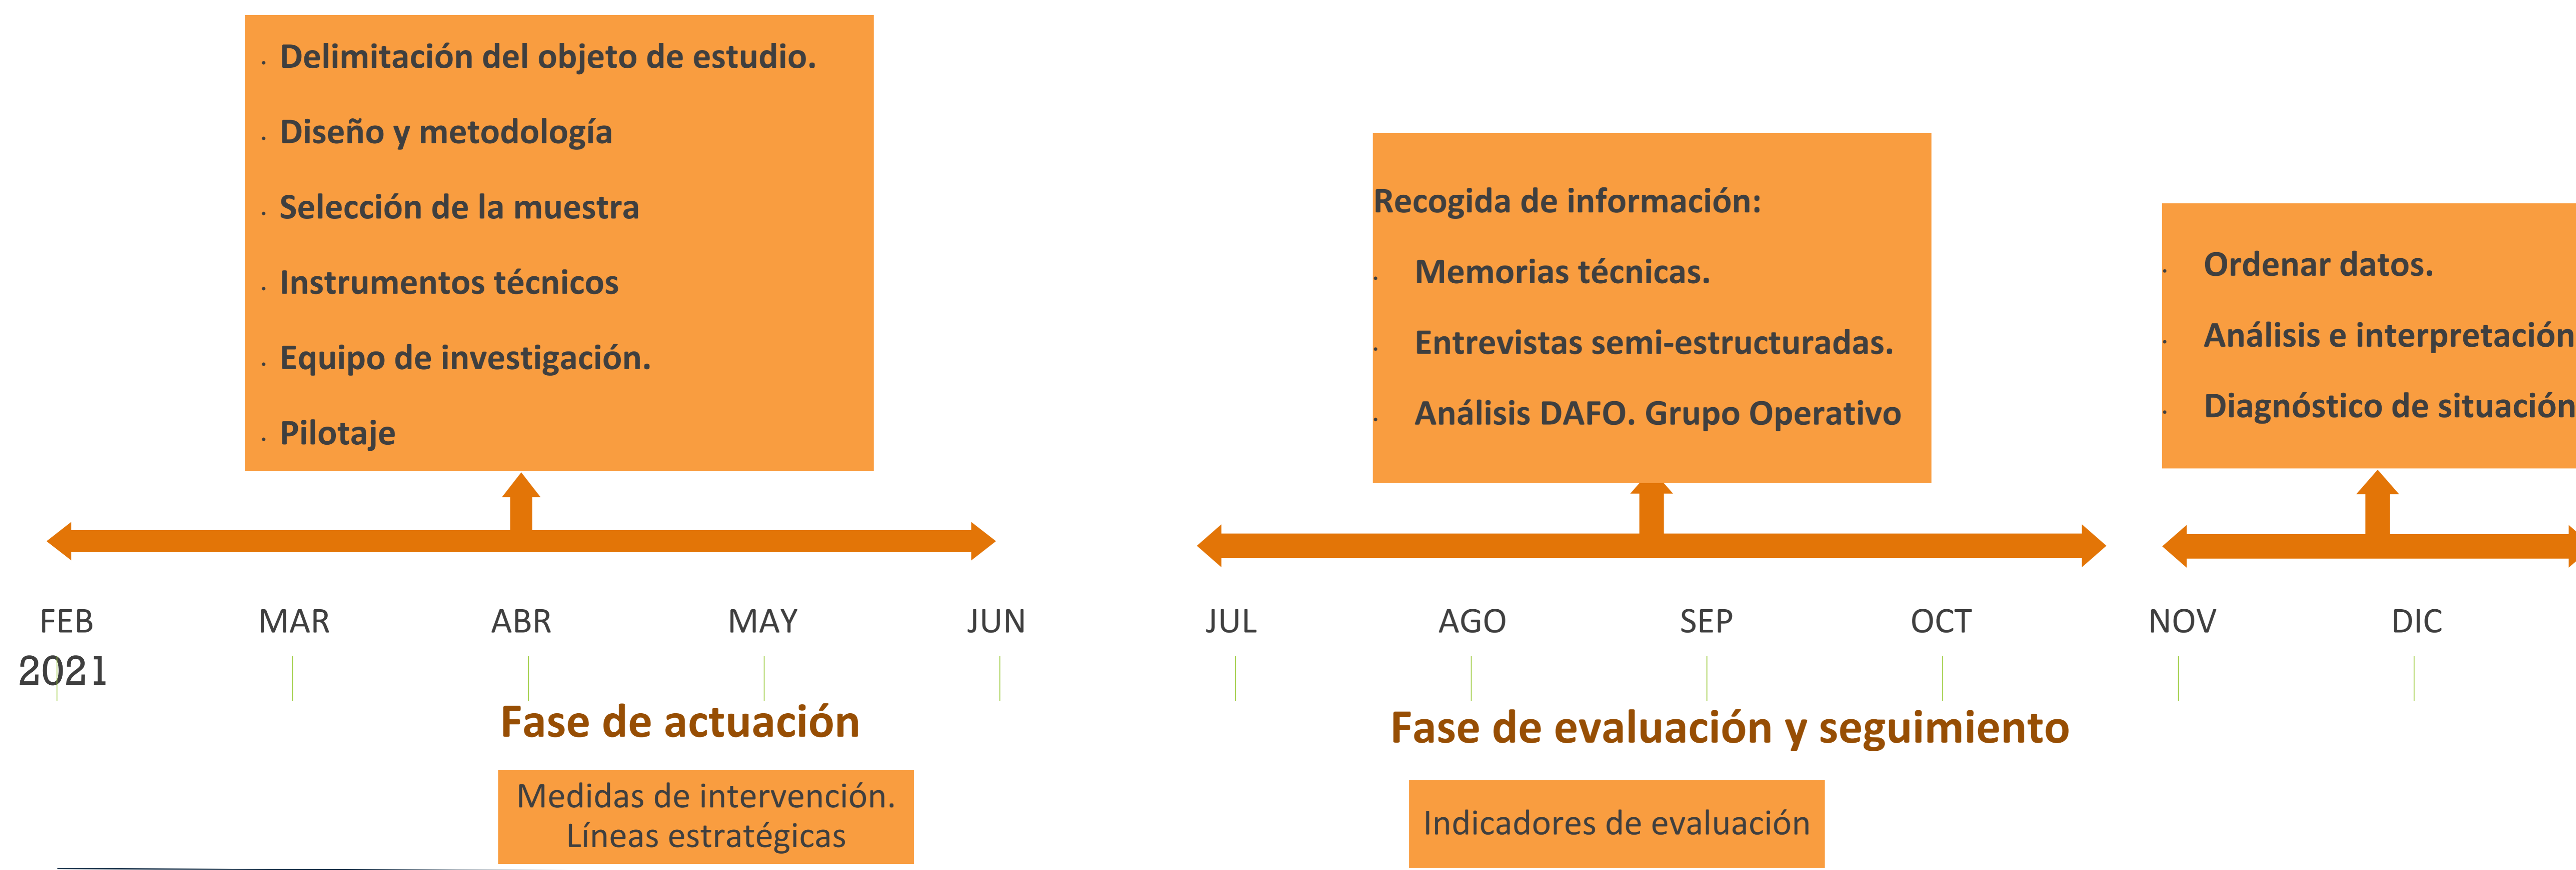 Delimitación del objeto de estudio.
Diseño y metodología
Selección de la muestra
Instrumentos técnicos
Equipo de investigación.
Pilotaje
Recogida de información:
Memorias técnicas.
Entrevistas semi-estructuradas.
Análisis DAFO. Grupo Operativo
Ordenar datos.
Análisis e interpretación
Diagnóstico de situación
FEB MAR ABR MAY JUN JUL AGO SEP OCT NOV DIC
2021
Fase de actuación
Medidas de intervención.
Líneas estratégicas
Fase de evaluación y seguimiento
Indicadores de evaluación